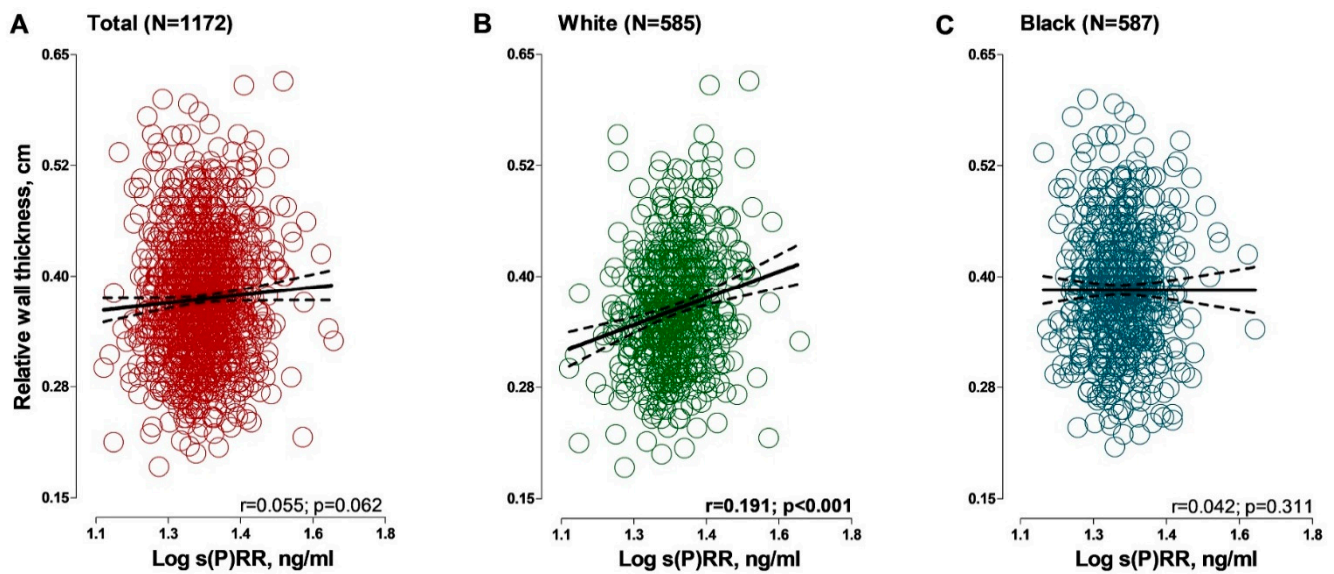 A Total (N=1172)
B White (N=585)
C Black (N=587)
Relative wall thickness, cm
0.65
0.52
0.40
0.28
0.15
r=0.055; p=0.062
1.1 1.3 1.4 1.6 1.8
Log s(P)RR, ng/ml
0.65
0.52
0.40
0.28
0.15
r=0.191; p<0.001
1.1 1.3 1.4 1.6 1.8
Log s(P)RR, ng/ml
0.65
0.52
0.40
0.28
0.15
r=0.042; p=0.311
1.1 1.3 1.4 1.6 1.8
Log s(P)RR, ng/ml